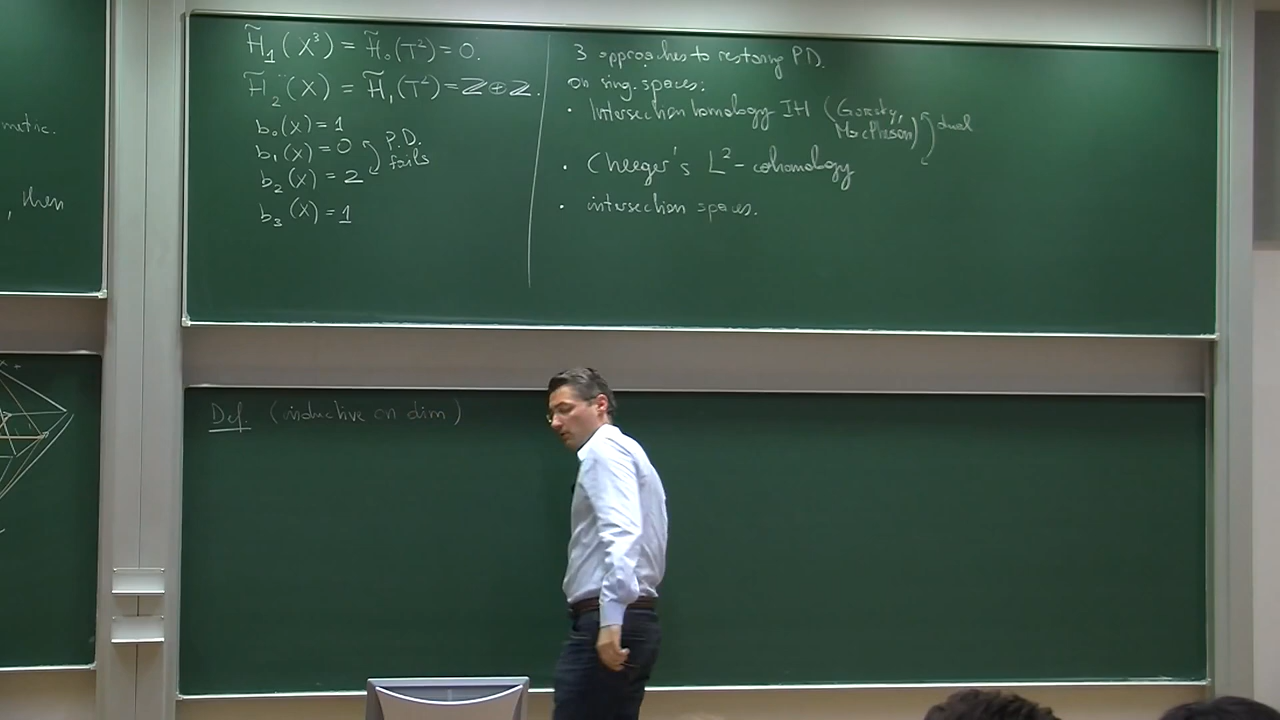 metric.
, then
H̃₁(X³) = H̃₀(T²) = 0.
H̃₂(X) = H̃₁(T²) = ℤ⊕ℤ.
b₀(X) = 1
b₁(X) = 0
b₂(X) = 2
b₃(X) = 1
P.D.
fails
3 approaches to restoring PD.
on sing. spaces:
· Intersection homology IH (Goresky, MacPherson) dual
· Cheeger's L²-cohomology
· intersection spaces.
Def. (inductive on dim)